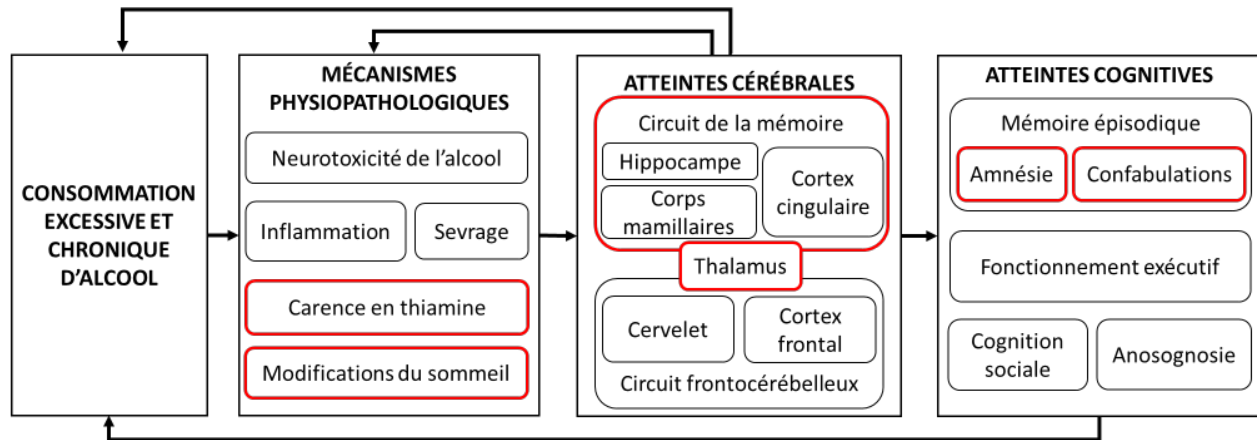 CONSOMMATION
EXCESSIVE ET
CHRONIQUE
D'ALCOOL
MÉCANISMES
PHYSIOPATHOLOGIQUES
Neurotoxicité de l'alcool
Inflammation
Sevrage
Carence en thiamine
Modifications du sommeil
ATTEINTES CÉRÉBRALES
Circuit de la mémoire
Hippocampe
Corps
mamillaires
Cortex
cingulaire
Thalamus
Cervelet
Cortex
frontal
Circuit frontocérébelleux
ATTEINTES COGNITIVES
Mémoire épisodique
Amnésie
Confabulations
Fonctionnement exécutif
Cognition
sociale
Anosognosie